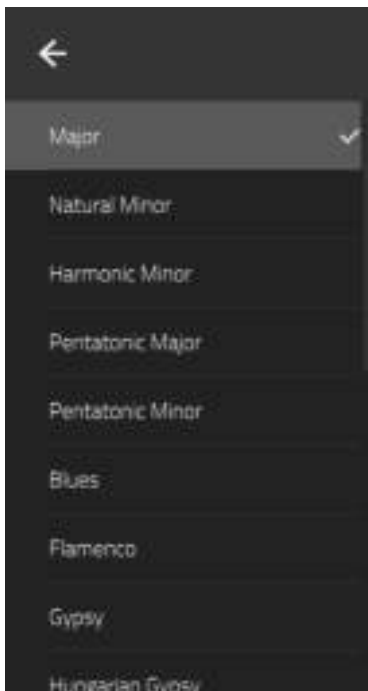 Major
Natural Minor
Harmonic Minor
Pentatonic Major
Pentatonic Minor
Blues
Flamenco
Gypsy
Hungarian Gypsy